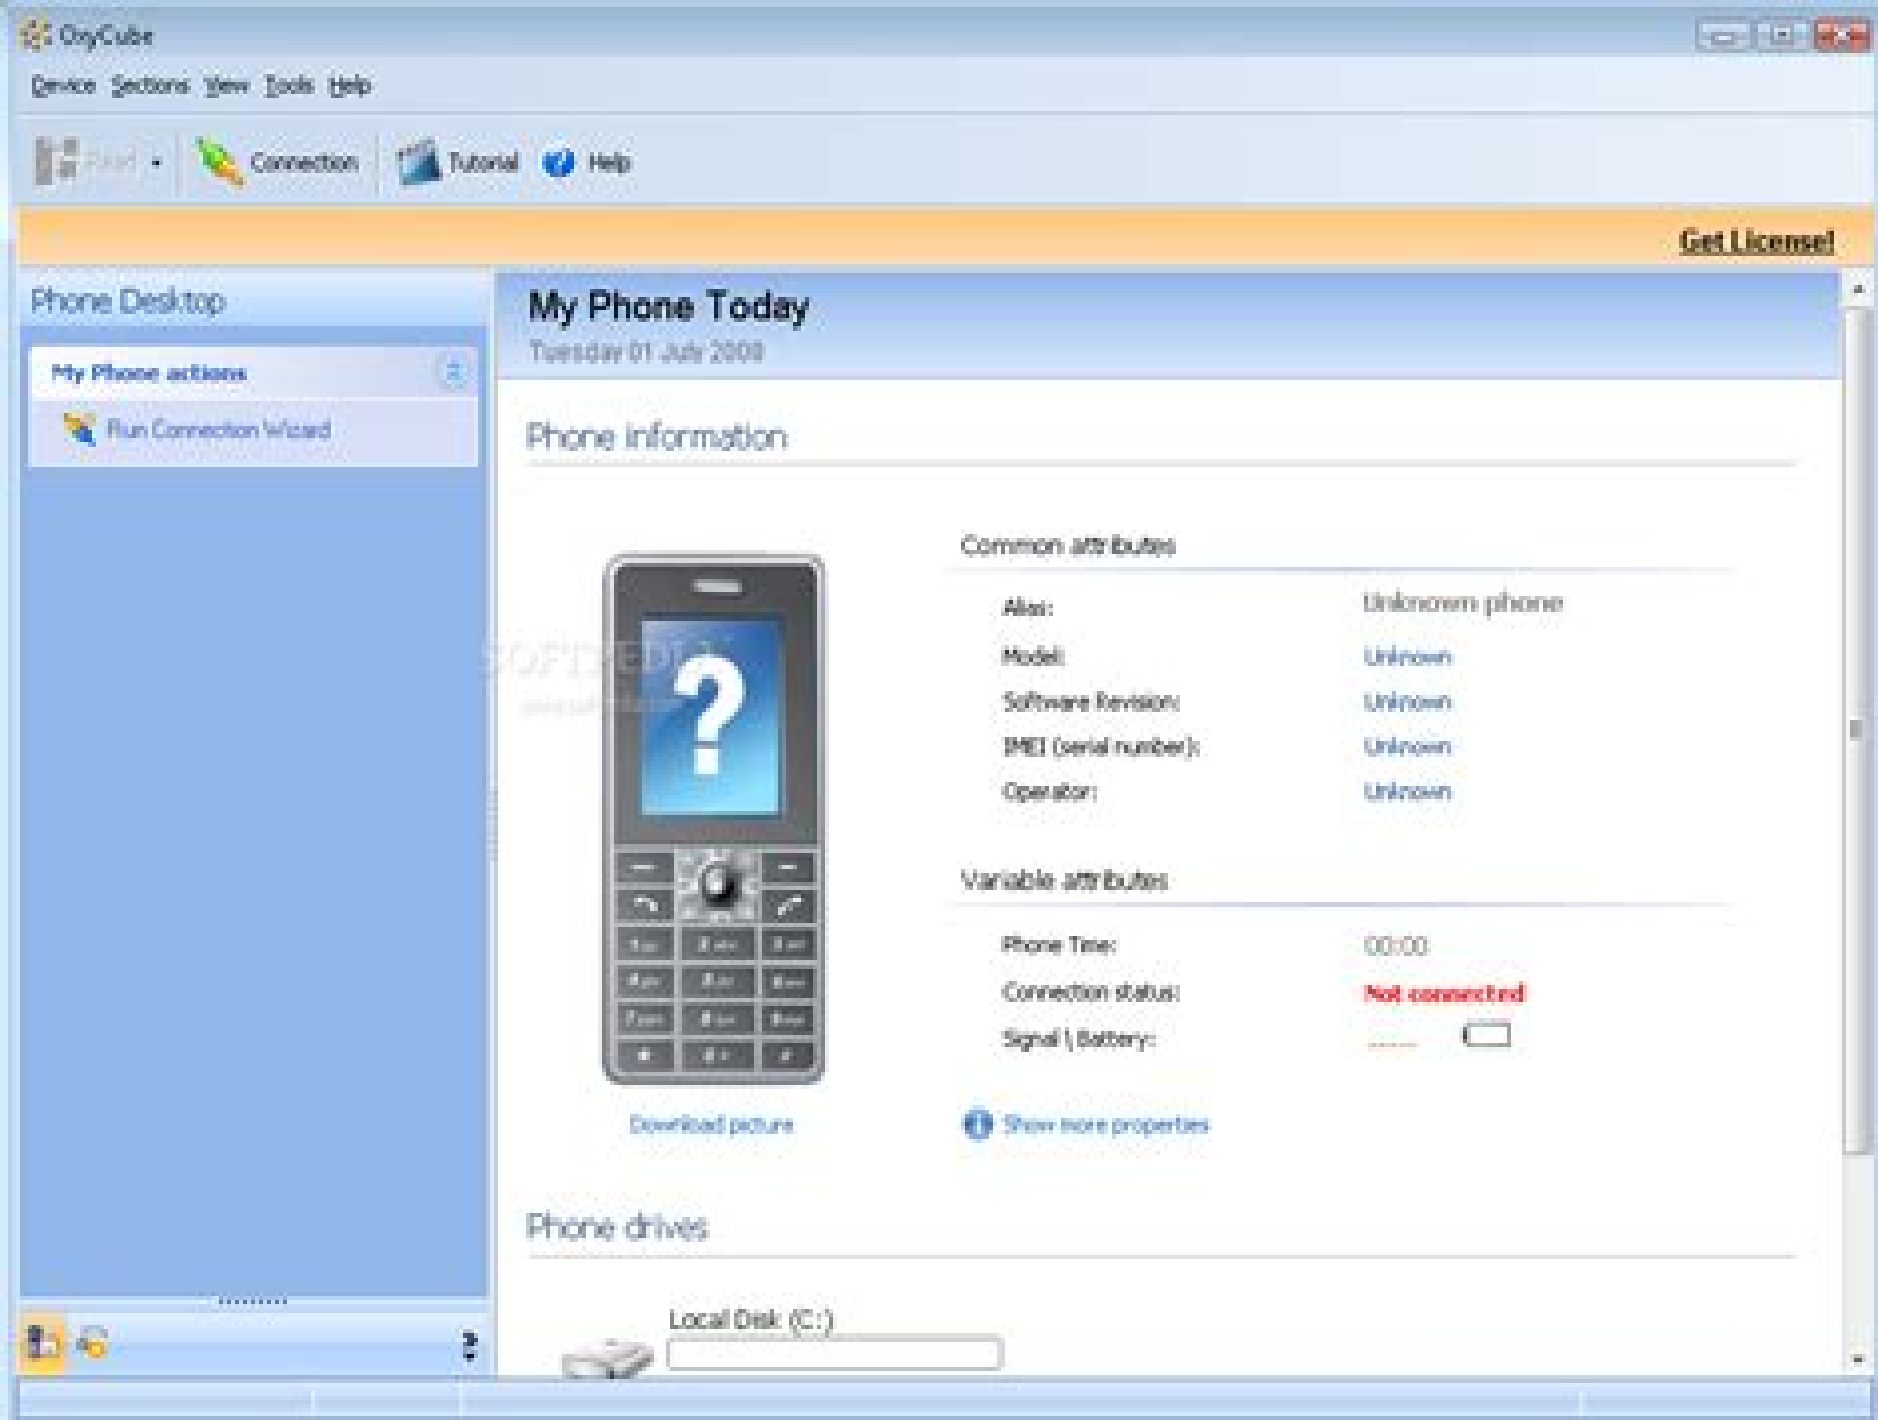 OxyCube
Device Sections View Tools Help
Read Connection Tutorial Help
Get License!
Phone Desktop
My Phone actions
Run Connection Wizard
My Phone Today
Tuesday 01 July 2008
Phone information
SOFTPEDIA
Common attributes
Alias: Unknown phone
Model: Unknown
Software Revision: Unknown
IMEI (serial number): Unknown
Operator: Unknown
Variable attributes
Phone Time: 00:00
Connection status: Not connected
Signal \ Battery:
Download picture
Show more properties
Phone drives
Local Disk (C:)